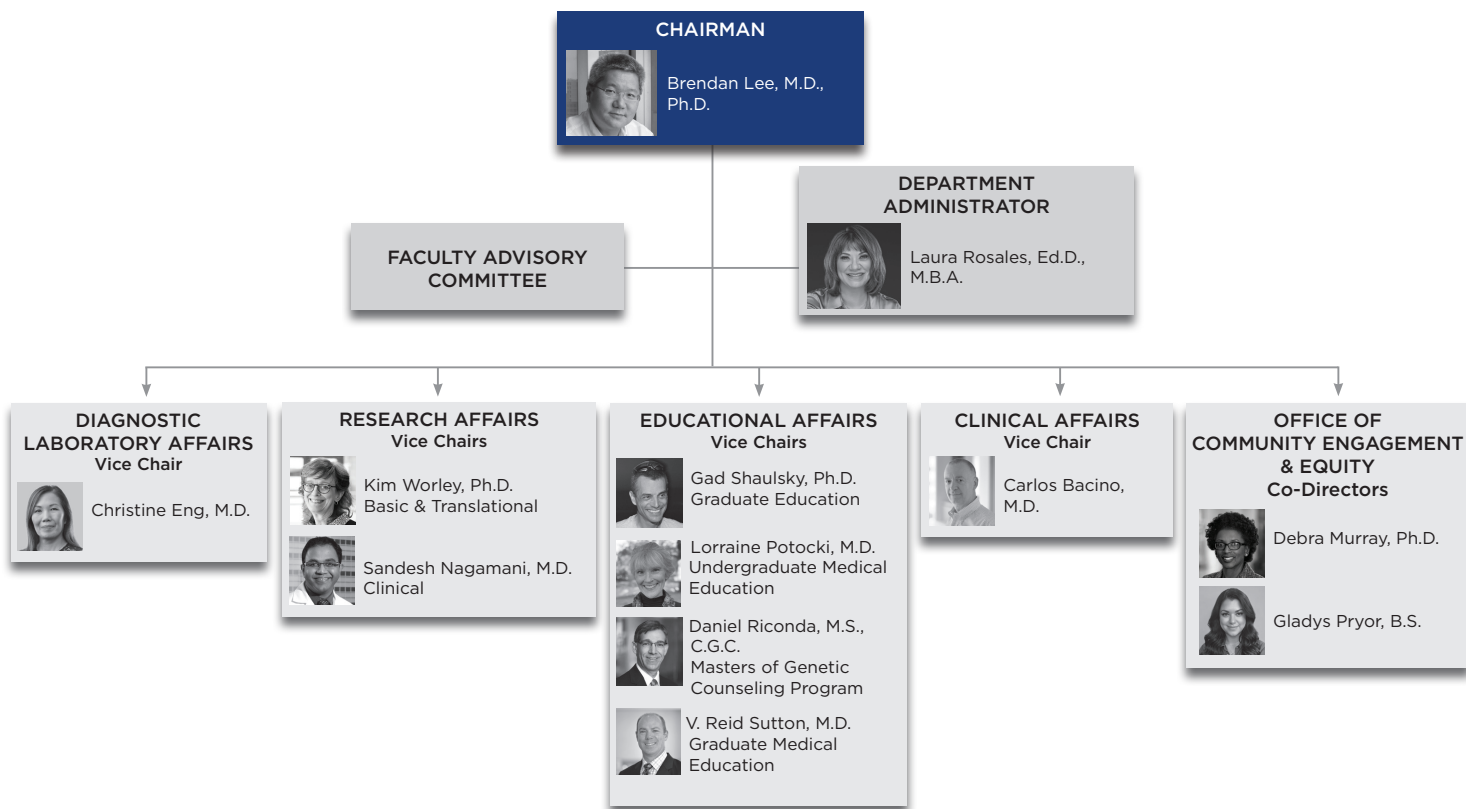 CHAIRMAN
Brendan Lee, M.D.,
Ph.D.
DEPARTMENT
ADMINISTRATOR
Laura Rosales, Ed.D.,
M.B.A.
FACULTY ADVISORY
COMMITTEE
DIAGNOSTIC
LABORATORY AFFAIRS
Vice Chair
Christine Eng, M.D.
RESEARCH AFFAIRS
Vice Chairs
Kim Worley, Ph.D.
Basic & Translational
Sandesh Nagamani, M.D.
Clinical
EDUCATIONAL AFFAIRS
Vice Chairs
Gad Shaulsky, Ph.D.
Graduate Education
Lorraine Potocki, M.D.
Undergraduate Medical
Education
Daniel Riconda, M.S.,
C.G.C.
Masters of Genetic
Counseling Program
V. Reid Sutton, M.D.
Graduate Medical
Education
CLINICAL AFFAIRS
Vice Chair
Carlos Bacino,
M.D.
OFFICE OF
COMMUNITY ENGAGEMENT
& EQUITY
Co-Directors
Debra Murray, Ph.D.
Gladys Pryor, B.S.